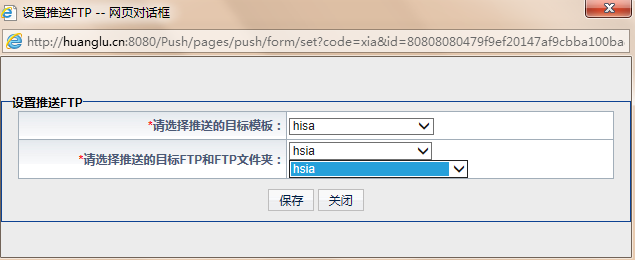 设置推送FTP -- 网页对话框
http://huanglu.cn:8080/Push/pages/push/form/set?code=xia&id=80808080479f9ef20147af9cbba100ba
设置推送FTP
*请选择推送的目标模板： hisa
*请选择推送的目标FTP和FTP文件夹： hsia
hsia
保存 关闭